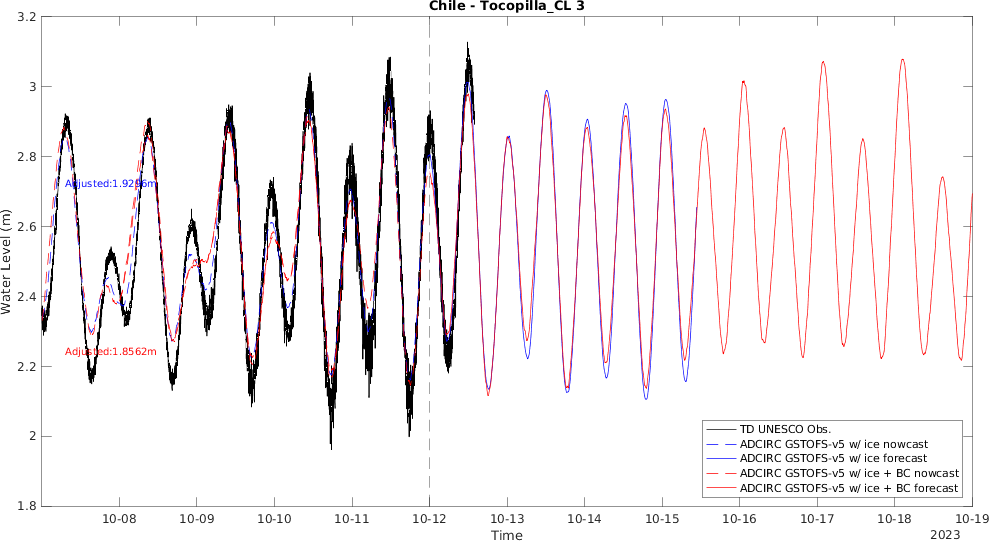 Chile - Tocopilla_CL 3
3.2
3
2.8
2.6
2.4
2.2
2
1.8
Water Level (m)
Adjusted:1.9296m
Adjusted:1.8562m
TD UNESCO Obs.
ADCIRC GSTOFS-v5 w/ ice nowcast
ADCIRC GSTOFS-v5 w/ ice forecast
ADCIRC GSTOFS-v5 w/ ice + BC nowcast
ADCIRC GSTOFS-v5 w/ ice + BC forecast
10-08 10-09 10-10 10-11 10-12 10-13 10-14 10-15 10-16 10-17 10-18 10-19
Time
2023